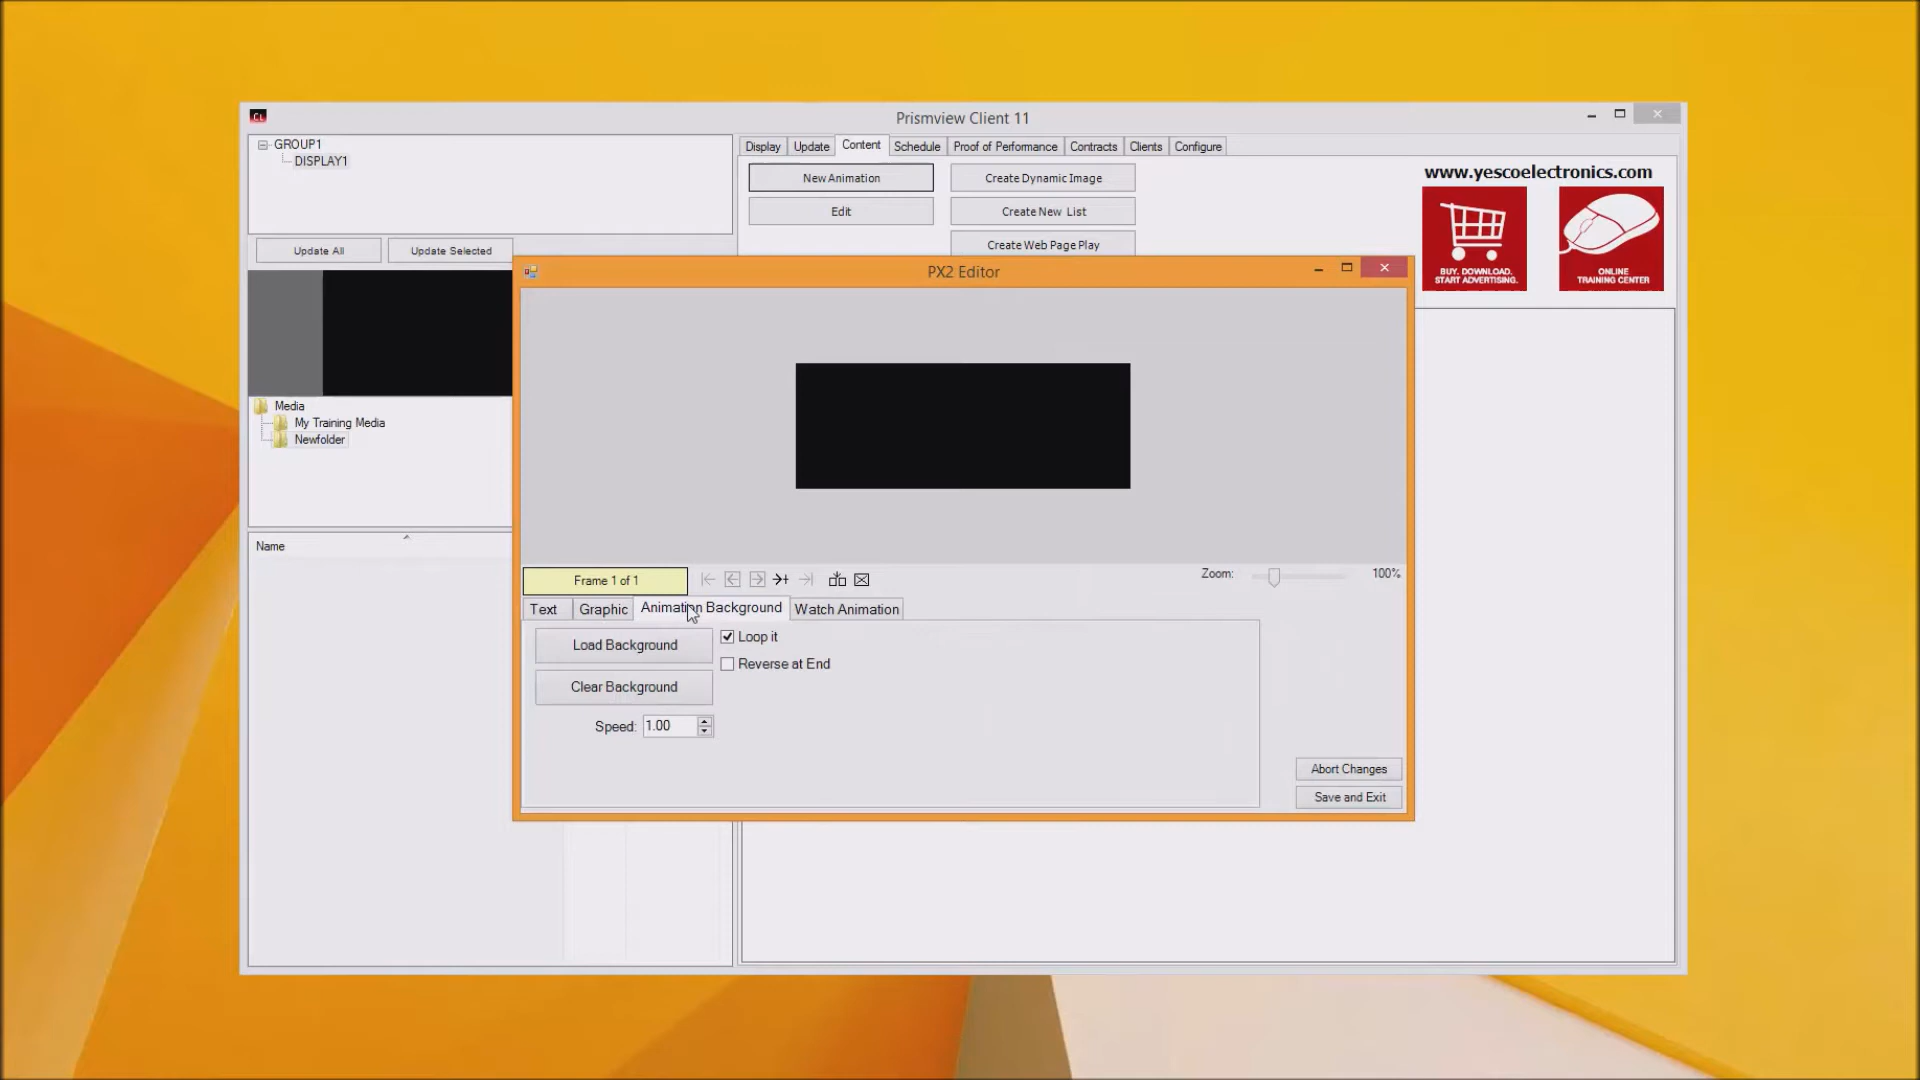 CL
Prismview Client 11
GROUP1
DISPLAY1
Update All
Update Selected
Media
My Training Media
Newfolder
Name
Display
Update
Content
Schedule
Proof of Performance
Contracts
Clients
Configure
New Animation
Edit
Create Dynamic Image
Create New List
Create Web Page Play
www.yescoelectronics.com
BUY. DOWNLOAD.
START ADVERTISING.
ONLINE
TRAINING CENTER
PX2 Editor
Frame 1 of 1
Zoom:
100%
Text
Graphic
Animation Background
Watch Animation
Load Background
Clear Background
Speed: 1.00
Loop it
Reverse at End
Abort Changes
Save and Exit